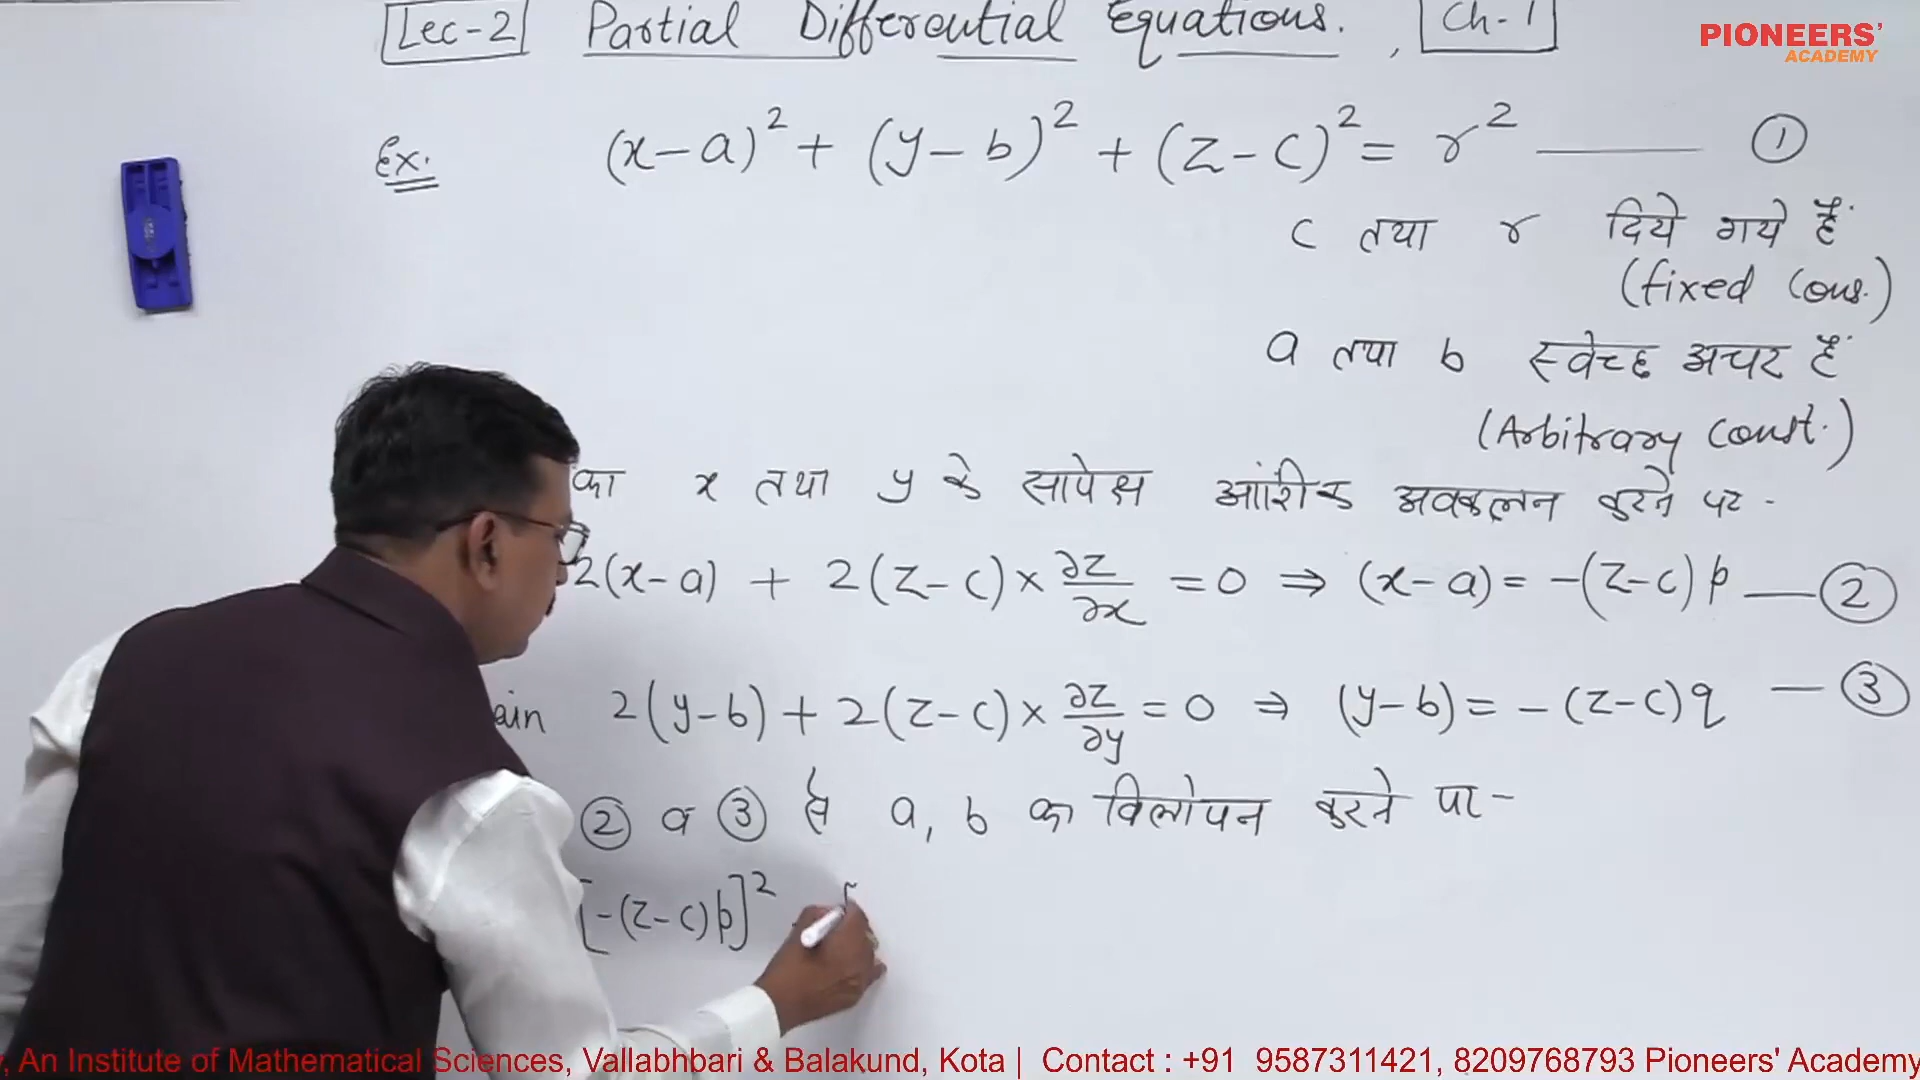 Lec-2 Partial Differential Equations. , Ch-1
PIONEERS'
ACADEMY
Ex. (x-a)² + (y-b)² + (z-c)² = r² —— ①
c तथा r दिये गये हैं
(fixed Cons.)
a तथा b स्वेच्छ अचर हैं
(Arbitrary Const.)
का x तथा y के सापेक्ष आंशिक अवकलन करने पर -
2(x-a) + 2(z-c) × ∂z/∂x = 0 ⇒ (x-a) = -(z-c)p — ②
ain 2(y-b) + 2(z-c) × ∂z/∂y = 0 ⇒ (y-b) = -(z-c)q — ③
② व ③ से a, b का विलोपन करने पर -
[-(z-c)p]²
, An Institute of Mathematical Sciences, Vallabhbari & Balakund, Kota | Contact : +91 9587311421, 8209768793 Pioneers' Academy